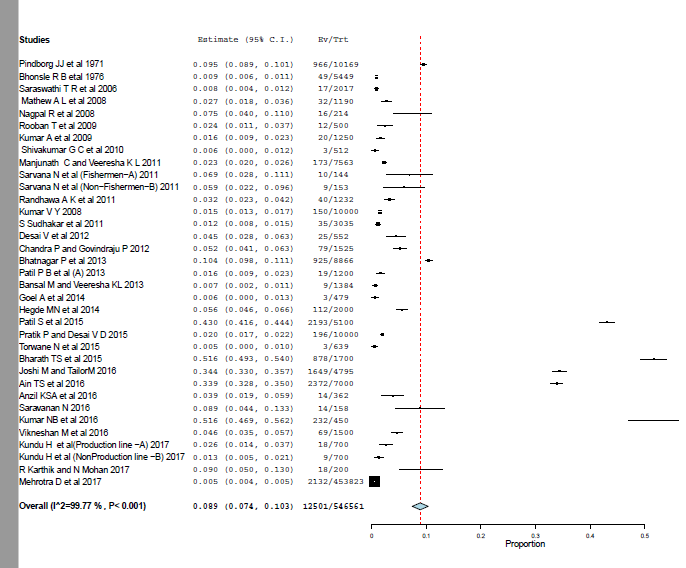 Studies Estimate (95% C.I.) Ev/Trt
Pindborg JJ et al 1971 0.095 (0.089, 0.101) 966/10169
Bhonsle R B etal 1976 0.009 (0.006, 0.011) 49/5449
Saraswathi T R et al 2006 0.008 (0.004, 0.012) 17/2017
Mathew A L et al 2008 0.027 (0.018, 0.036) 32/1190
Nagpal R et al 2008 0.075 (0.040, 0.110) 16/214
Rooban T et al 2009 0.024 (0.011, 0.037) 12/500
Kumar A et al 2009 0.016 (0.009, 0.023) 20/1250
Shivakumar G C et al 2010 0.006 (0.000, 0.012) 3/512
Manjunath C and Veeresha K L 2011 0.023 (0.020, 0.026) 173/7563
Sarvana N et al (Fishermen−A) 2011 0.069 (0.028, 0.111) 10/144
Sarvana N et al (Non−Fishermen−B) 2011 0.059 (0.022, 0.096) 9/153
Randhawa A K et al 2011 0.032 (0.023, 0.042) 40/1232
Kumar V Y 2008 0.015 (0.013, 0.017) 150/10000
S Sudhakar et al 2011 0.012 (0.008, 0.015) 35/3035
Desai V et al 2012 0.045 (0.028, 0.063) 25/552
Chandra P and Govindraju P 2012 0.052 (0.041, 0.063) 79/1525
Bhatnagar P et al 2013 0.104 (0.098, 0.111) 925/8866
Patil P B et al (A) 2013 0.016 (0.009, 0.023) 19/1200
Bansal M and Veeresha KL 2013 0.007 (0.002, 0.011) 9/1384
Goel A et al 2014 0.006 (0.000, 0.013) 3/479
Hegde MN et al 2014 0.056 (0.046, 0.066) 112/2000
Patil S et al 2015 0.430 (0.416, 0.444) 2193/5100
Pratik P and Desai V D 2015 0.020 (0.017, 0.022) 196/10000
Torwane N et al 2015 0.005 (0.000, 0.010) 3/639
Bharath TS et al 2015 0.516 (0.493, 0.540) 878/1700
Joshi M and TailorM 2016 0.344 (0.330, 0.357) 1649/4795
Ain TS et al 2016 0.339 (0.328, 0.350) 2372/7000
Anzil KSA et al 2016 0.039 (0.019, 0.059) 14/362
Saravanan N 2016 0.089 (0.044, 0.133) 14/158
Kumar NB et al 2016 0.516 (0.469, 0.562) 232/450
Vikneshan M et al 2016 0.046 (0.035, 0.057) 69/1500
Kundu H et al(Production line −A) 2017 0.026 (0.014, 0.037) 18/700
Kundu H et al (NonProduction line −B) 2017 0.013 (0.005, 0.021) 9/700
R Karthik and N Mohan 2017 0.090 (0.050, 0.130) 18/200
Mehrotra D et al 2017 0.005 (0.004, 0.005) 2132/453823
Overall (I^2=99.77 % , P< 0.001) 0.089 (0.074, 0.103) 12501/546561
0 0.1 0.2 0.3 0.4 0.5
Proportion